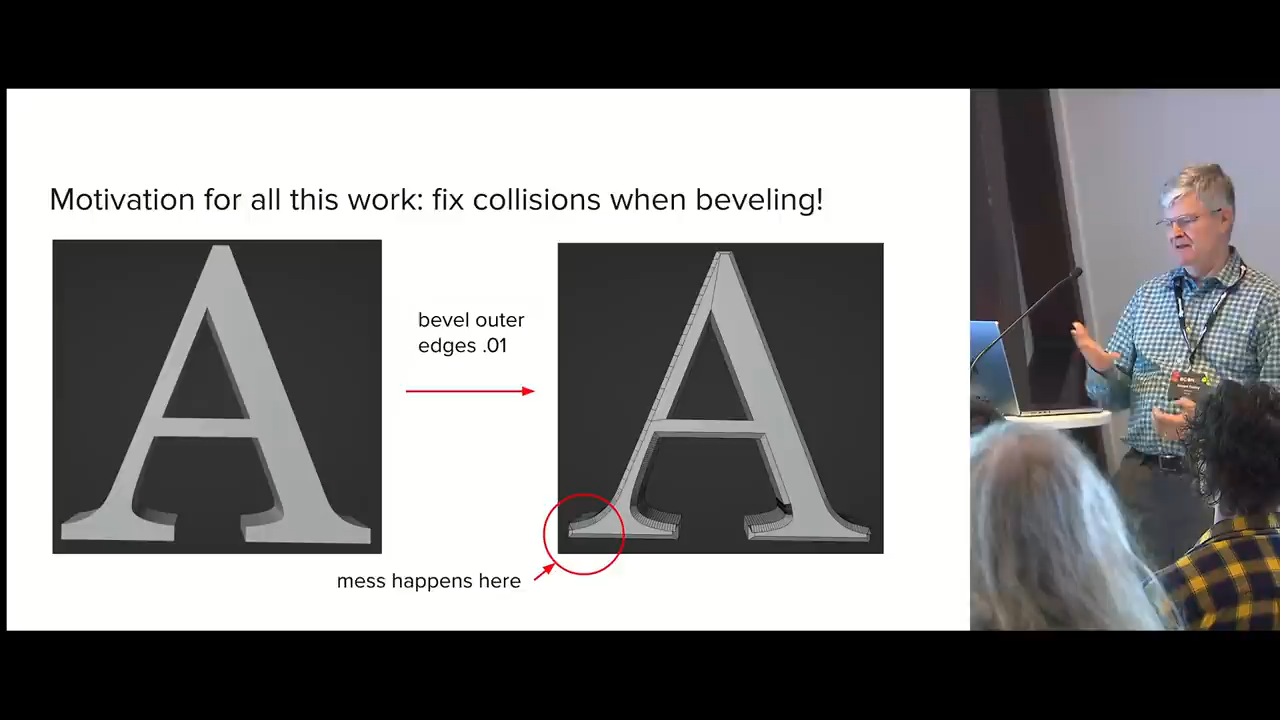 Motivation for all this work: fix collisions when beveling!
bevel outer
edges .01
mess happens here